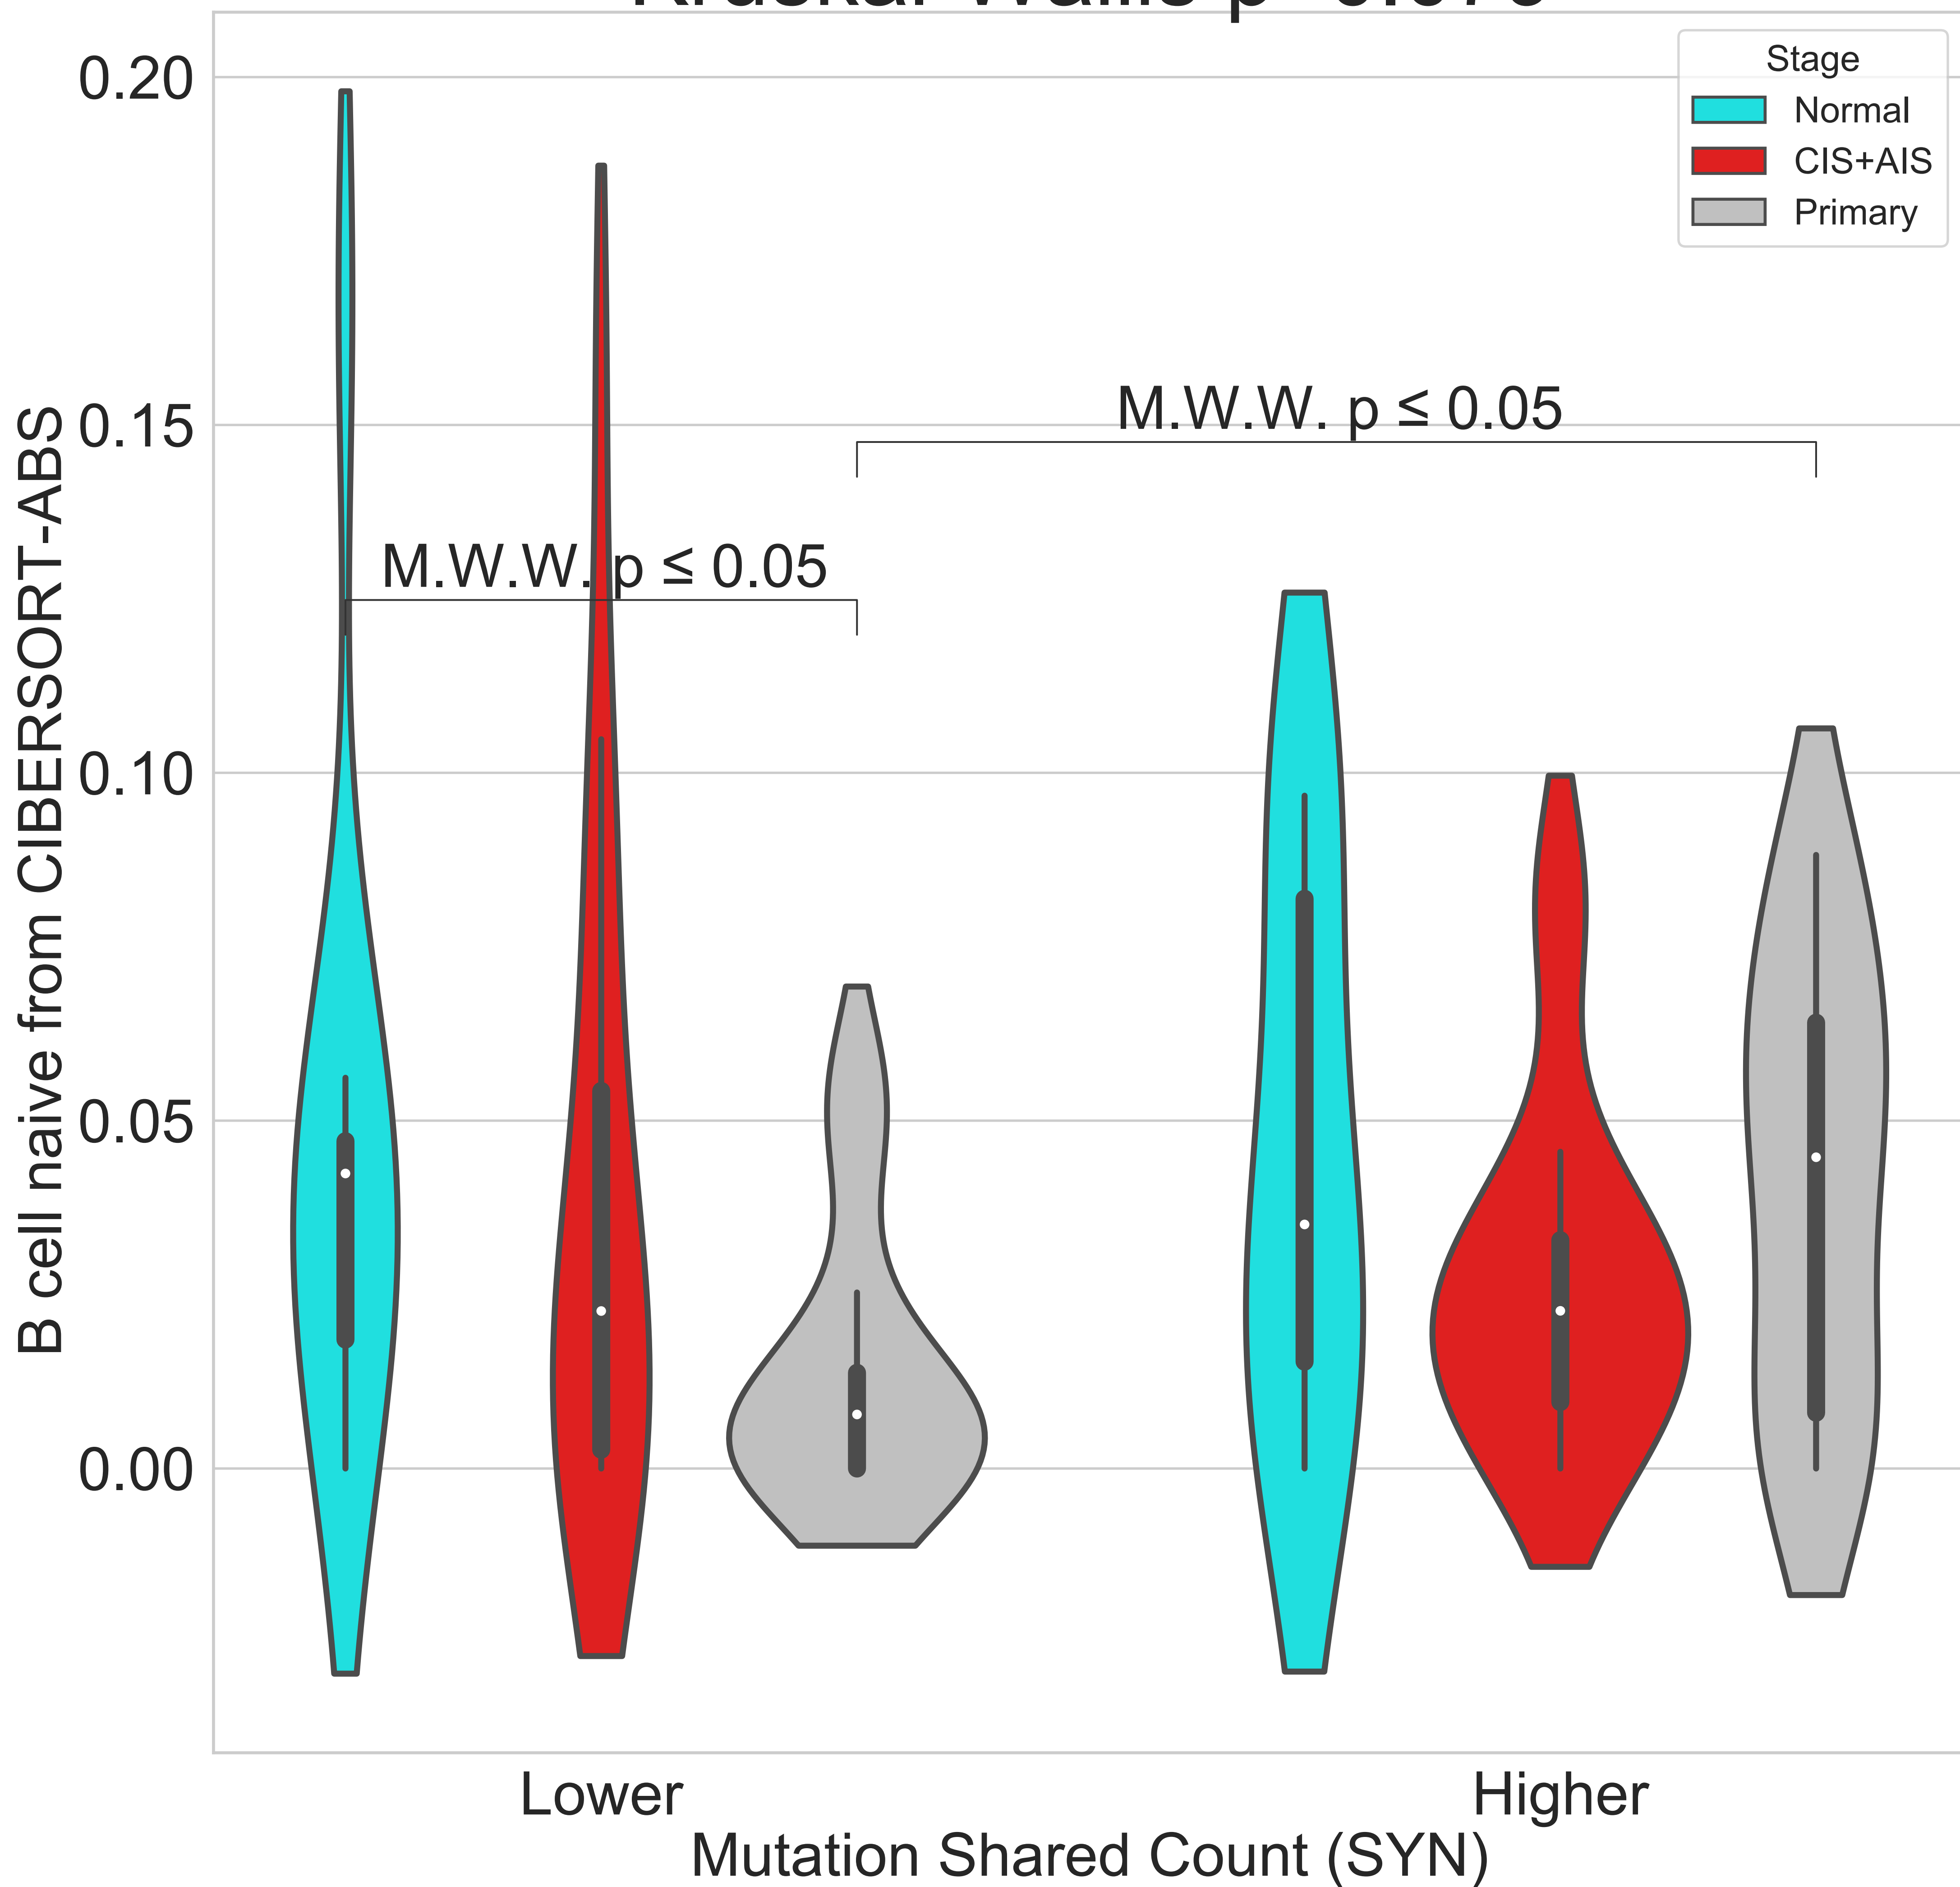 Stage
Normal
CIS+AIS
Primary
0.20
0.15
0.10
0.05
0.00
B cell naive from CIBERSORT-ABS
M.W.W. p ≤ 0.05
M.W.W. p ≤ 0.05
Lower
Higher
Mutation Shared Count (SYN)